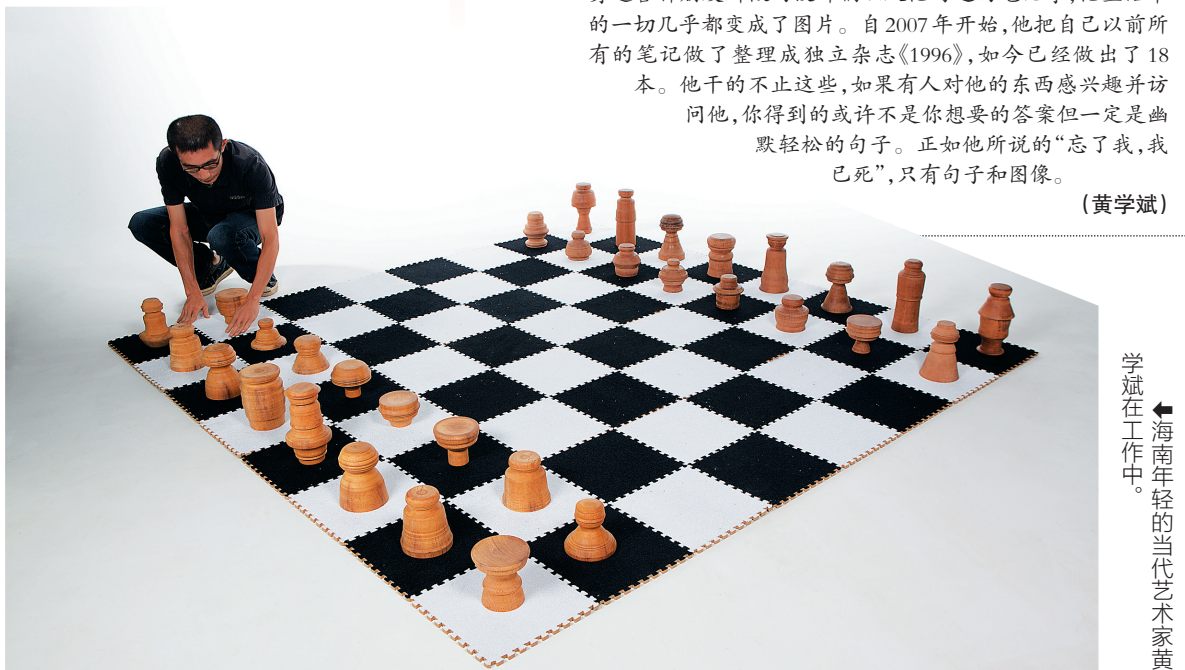 的一切几乎都变成了图片。自2007年开始,他把自己以前所
有的笔记做了整理成独立杂志《1996》,如今已经做出了18
本。他干的不止这些,如果有人对他的东西感兴趣并访
问他,你得到的或许不是你想要的答案但一定是幽
默轻松的句子。正如他所说的“忘了我,我
已死”,只有句子和图像。
(黄学斌)
⬅海南年轻的当代艺术家黄
学斌在工作中。